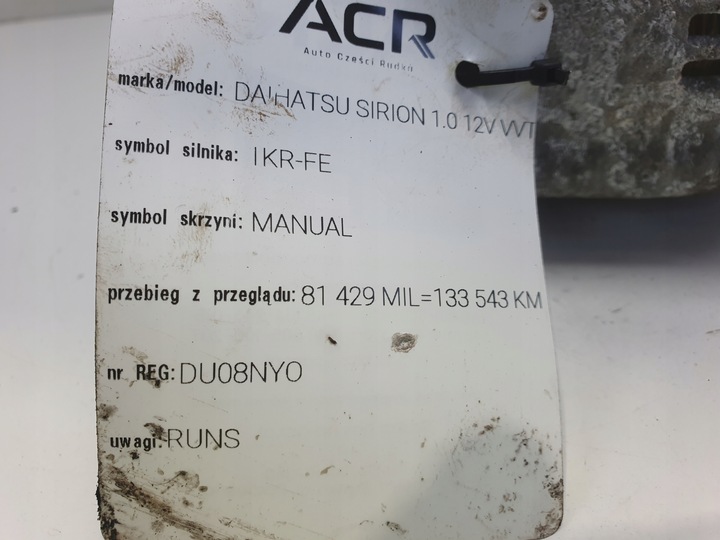 ACR
Auto Części Rudka
marka/model: DAIHATSU SIRION 1.0 12V VVT
symbol silnika: 1KR-FE
symbol skrzyni: MANUAL
przebieg z przeglądu: 81 429 MIL=133 543 KM
nr REG: DU08NYO
uwagi: RUNS